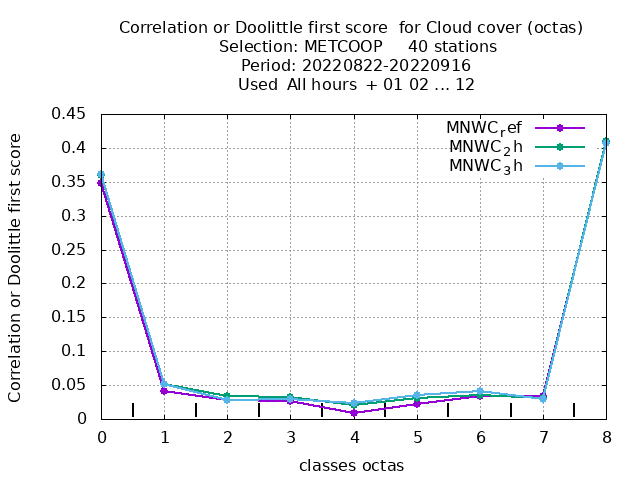 Correlation or Doolittle first score  for Cloud cover (octas)
Selection: METCOOP     40 stations
Period: 20220822-20220916
Used  All hours  + 01 02 ... 12
Correlation or Doolittle first score
0.45
0.4
0.35
0.3
0.25
0.2
0.15
0.1
0.05
0
MNWC_ref
MNWC_2h
MNWC_3h
0 1 2 3 4 5 6 7 8
classes octas